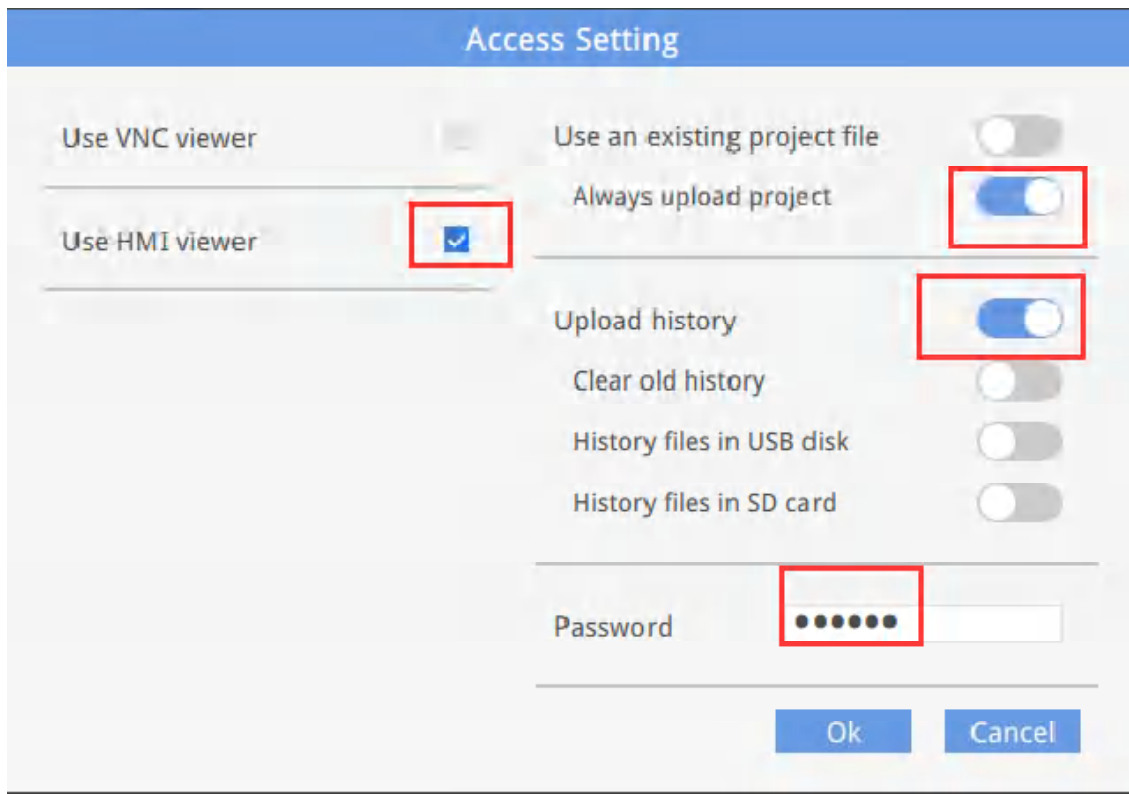 Access Setting
Use VNC viewer
Use HMI viewer
Use an existing project file
Always upload project
Upload history
Clear old history
History files in USB disk
History files in SD card
Password
●●●●●●
Ok
Cancel